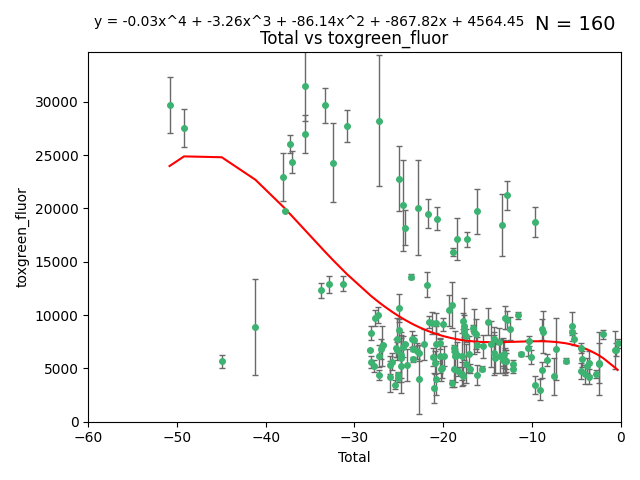 y = -0.03x^4 + -3.26x^3 + -86.14x^2 + -867.82x + 4564.45
N = 160
Total vs toxgreen_fluor
30000
25000
20000
15000
10000
5000
0
toxgreen_fluor
−60
−50
−40
−30
−20
−10
0
Total